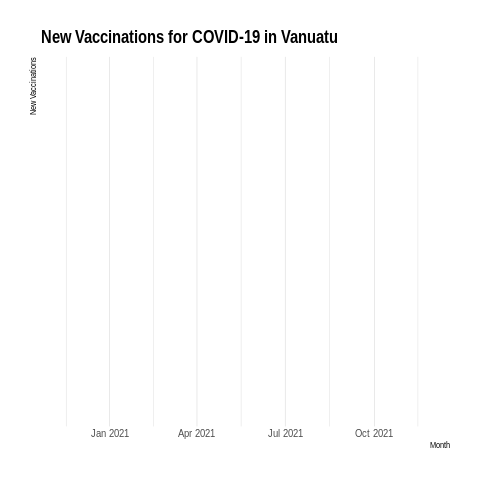 New Vaccinations for COVID-19 in Vanuatu
New Vaccinations
Jan 2021 Apr 2021 Jul 2021 Oct 2021
Month